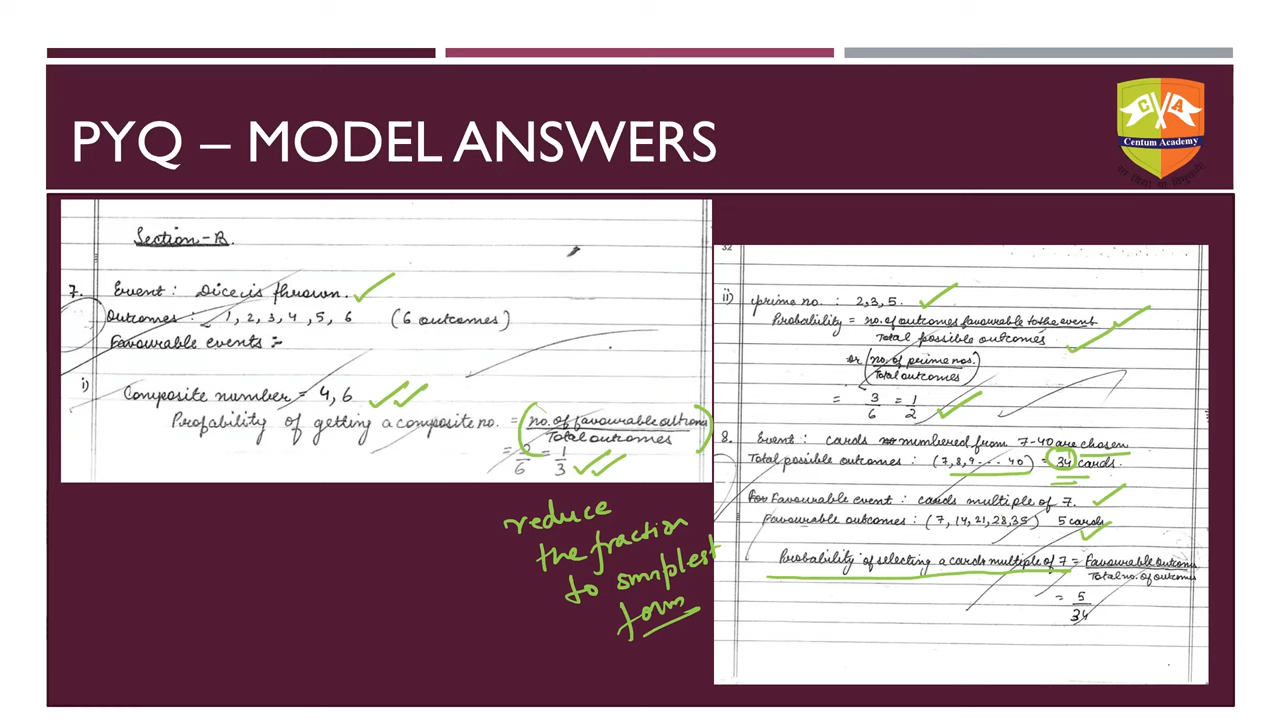 PYQ – MODEL ANSWERS
C A
Centum Academy
Section-B.
7. Event: Dice is thrown.
Outcomes: 1, 2, 3, 4, 5, 6 (6 outcomes)
Favourable events :-
i) Composite number = 4, 6
Probability of getting a composite no. = no. of favourable outcomes
Total outcomes
= 2 = 1
6 3
reduce
the fraction
to simplest
form
32
ii) prime no. : 2, 3, 5.
Probability = no. of outcomes favourable to the event
Total possible outcomes
or (no. of prime nos.
Total outcomes)
= 3 = 1
6 2
8. Event: cards numbered from 7-40 are chosen
Total possible outcomes : (7, 8, 9 --- 40) = 34 cards.
Favourable event : cards multiple of 7.
Favourable outcomes : (7, 14, 21, 28, 35) 5 cards
Probability of selecting a cards multiple of 7 = Favourable outcome
Total no. of outcomes
= 5
34